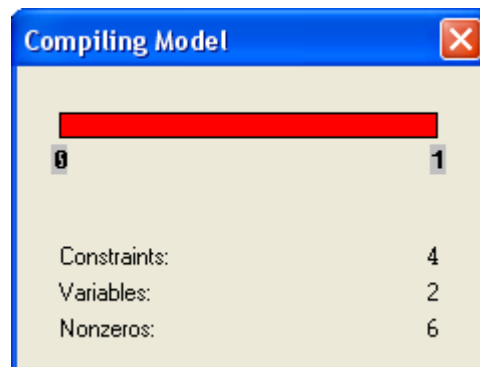 Compiling Model
0 1
Constraints: 4
Variables: 2
Nonzeros: 6